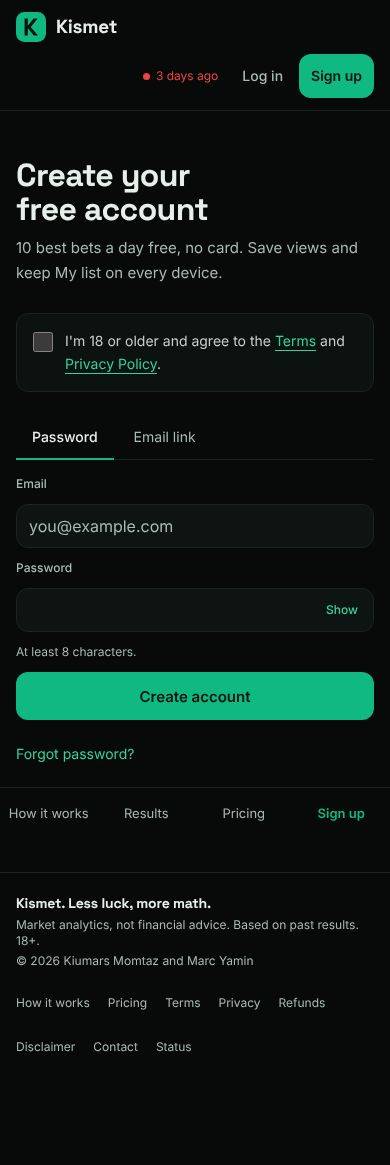 K Kismet
3 days ago Log in Sign up
Create your
free account
10 best bets a day free, no card. Save views and
keep My list on every device.
I'm 18 or older and agree to the Terms and
Privacy Policy.
Password Email link
Email
you@example.com
Password
Show
At least 8 characters.
Create account
Forgot password?
How it works Results Pricing Sign up
Kismet. Less luck, more math.
Market analytics, not financial advice. Based on past results.
18+.
© 2026 Kiumars Momtaz and Marc Yamin
How it works Pricing Terms Privacy Refunds
Disclaimer Contact Status